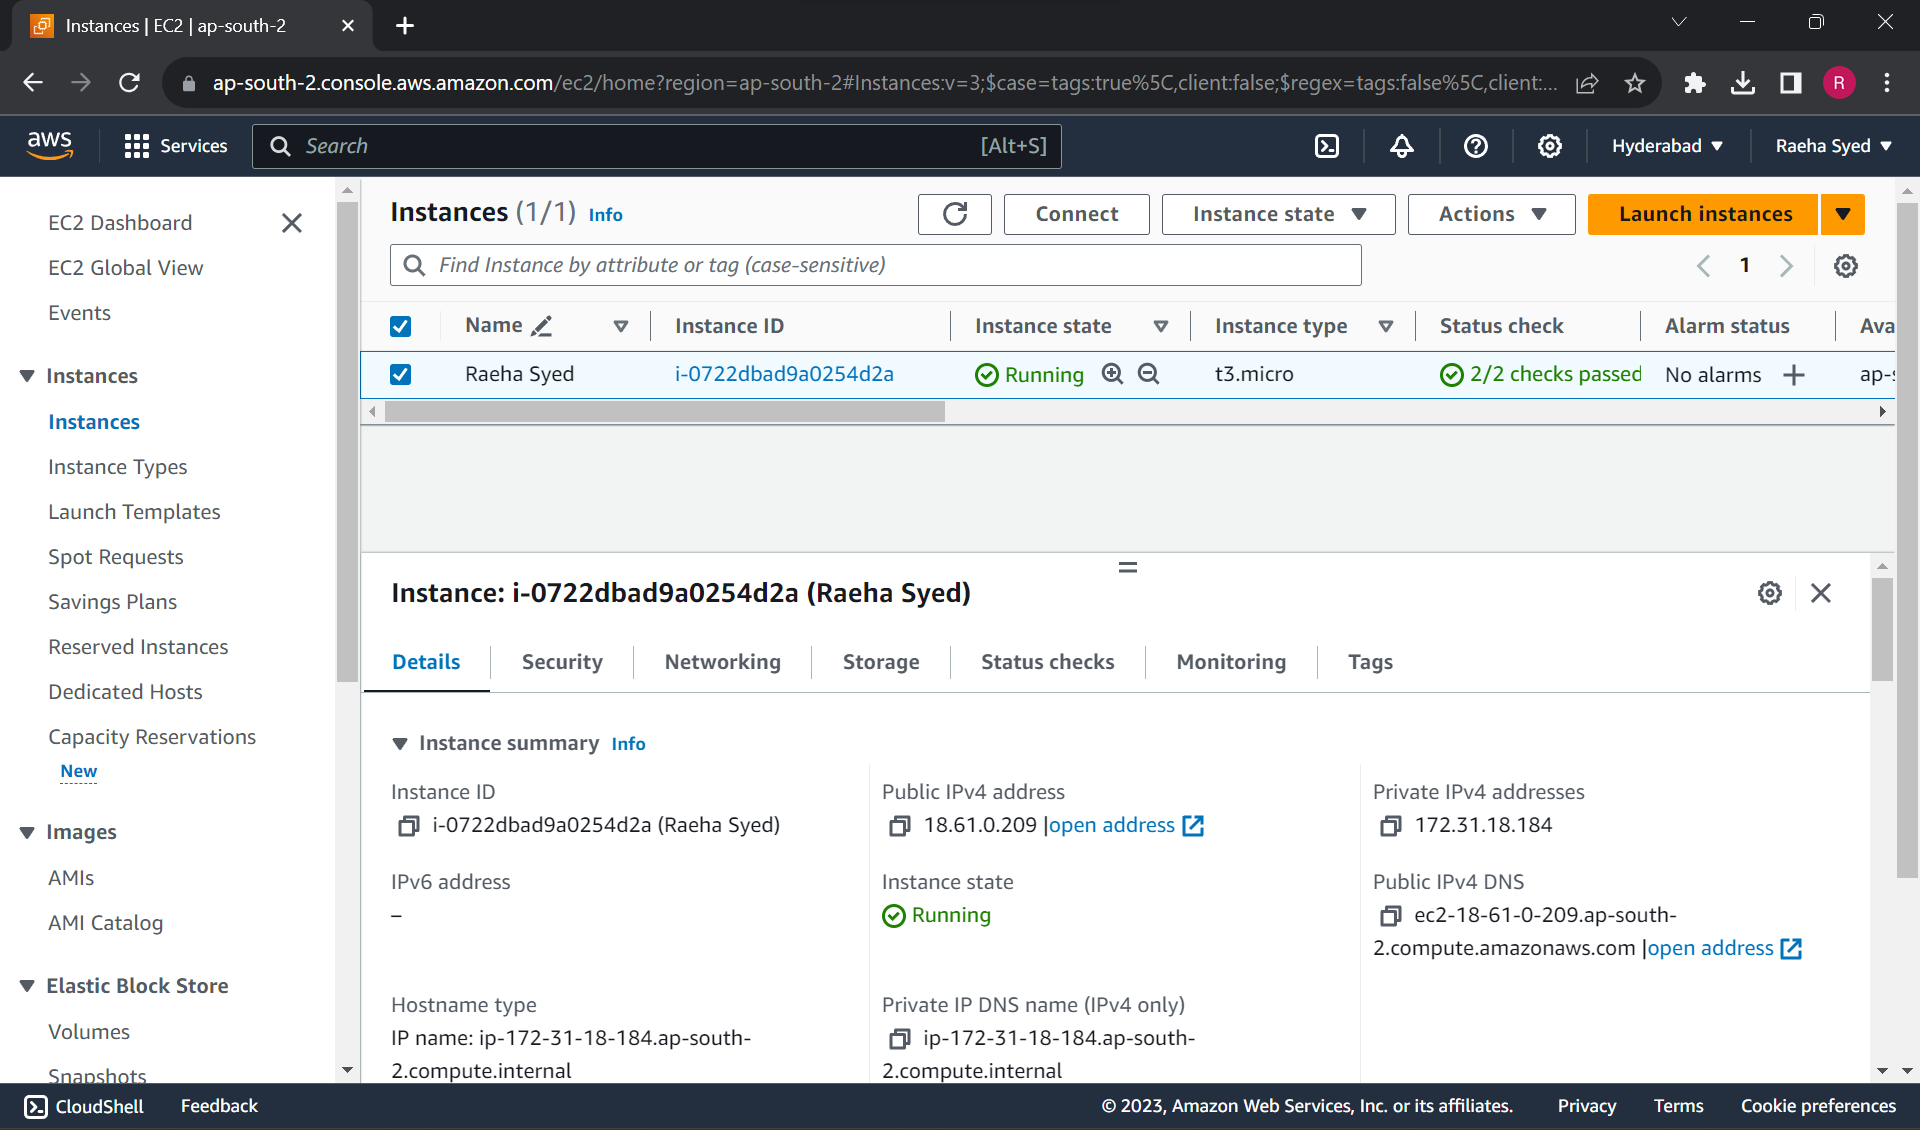 Instances | EC2 | ap-south-2
ap-south-2.console.aws.amazon.com/ec2/home?region=ap-south-2#Instances:v=3;$case=tags:true%5C,client:false;$regex=tags:false%5C,client:...
R
aws
Services
Search
[Alt+S]
Hyderabad
Raeha Syed
EC2 Dashboard
EC2 Global View
Events
Instances
Instances
Instance Types
Launch Templates
Spot Requests
Savings Plans
Reserved Instances
Dedicated Hosts
Capacity Reservations
New
Images
AMIs
AMI Catalog
Elastic Block Store
Volumes
Snapshots
Instances (1/1) Info
Connect
Instance state
Actions
Launch instances
Find Instance by attribute or tag (case-sensitive)
1
Name
Instance ID
Instance state
Instance type
Status check
Alarm status
Ava
Raeha Syed
i-0722dbad9a0254d2a
Running
t3.micro
2/2 checks passed
No alarms
ap-s
Instance: i-0722dbad9a0254d2a (Raeha Syed)
Details
Security
Networking
Storage
Status checks
Monitoring
Tags
Instance summary Info
Instance ID
i-0722dbad9a0254d2a (Raeha Syed)
Public IPv4 address
18.61.0.209 |open address
Private IPv4 addresses
172.31.18.184
IPv6 address
–
Instance state
Running
Public IPv4 DNS
ec2-18-61-0-209.ap-south-
2.compute.amazonaws.com |open address
Hostname type
IP name: ip-172-31-18-184.ap-south-
2.compute.internal
Private IP DNS name (IPv4 only)
ip-172-31-18-184.ap-south-
2.compute.internal
CloudShell
Feedback
© 2023, Amazon Web Services, Inc. or its affiliates.
Privacy
Terms
Cookie preferences